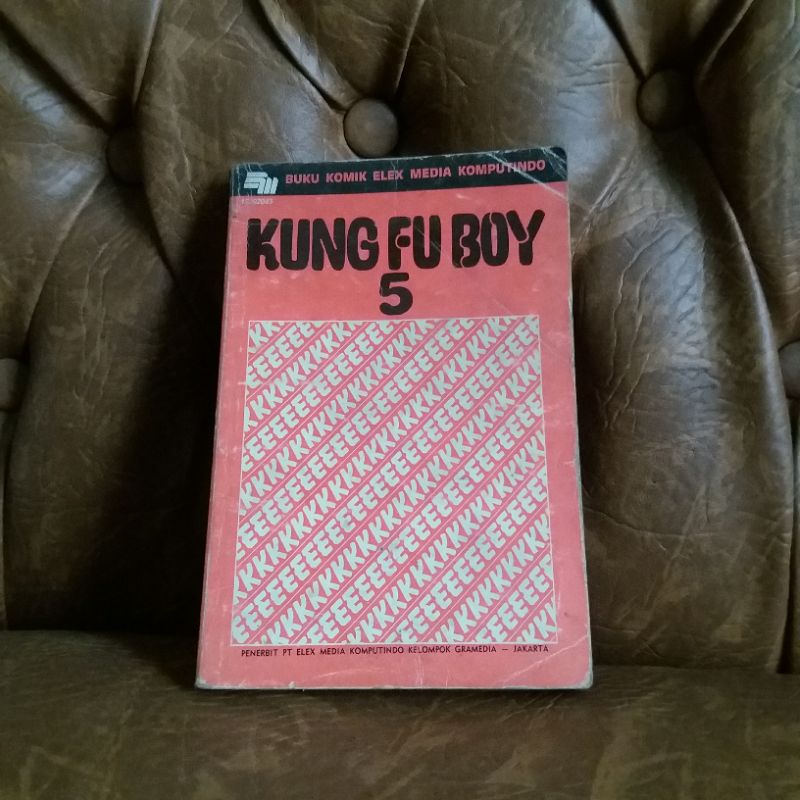 BUKU KOMIK ELEX MEDIA KOMPUTINDO
KUNG FU BOY
5
PENERBIT PT ELEX MEDIA KOMPUTINDO KELOMPOK GRAMEDIA — JAKARTA